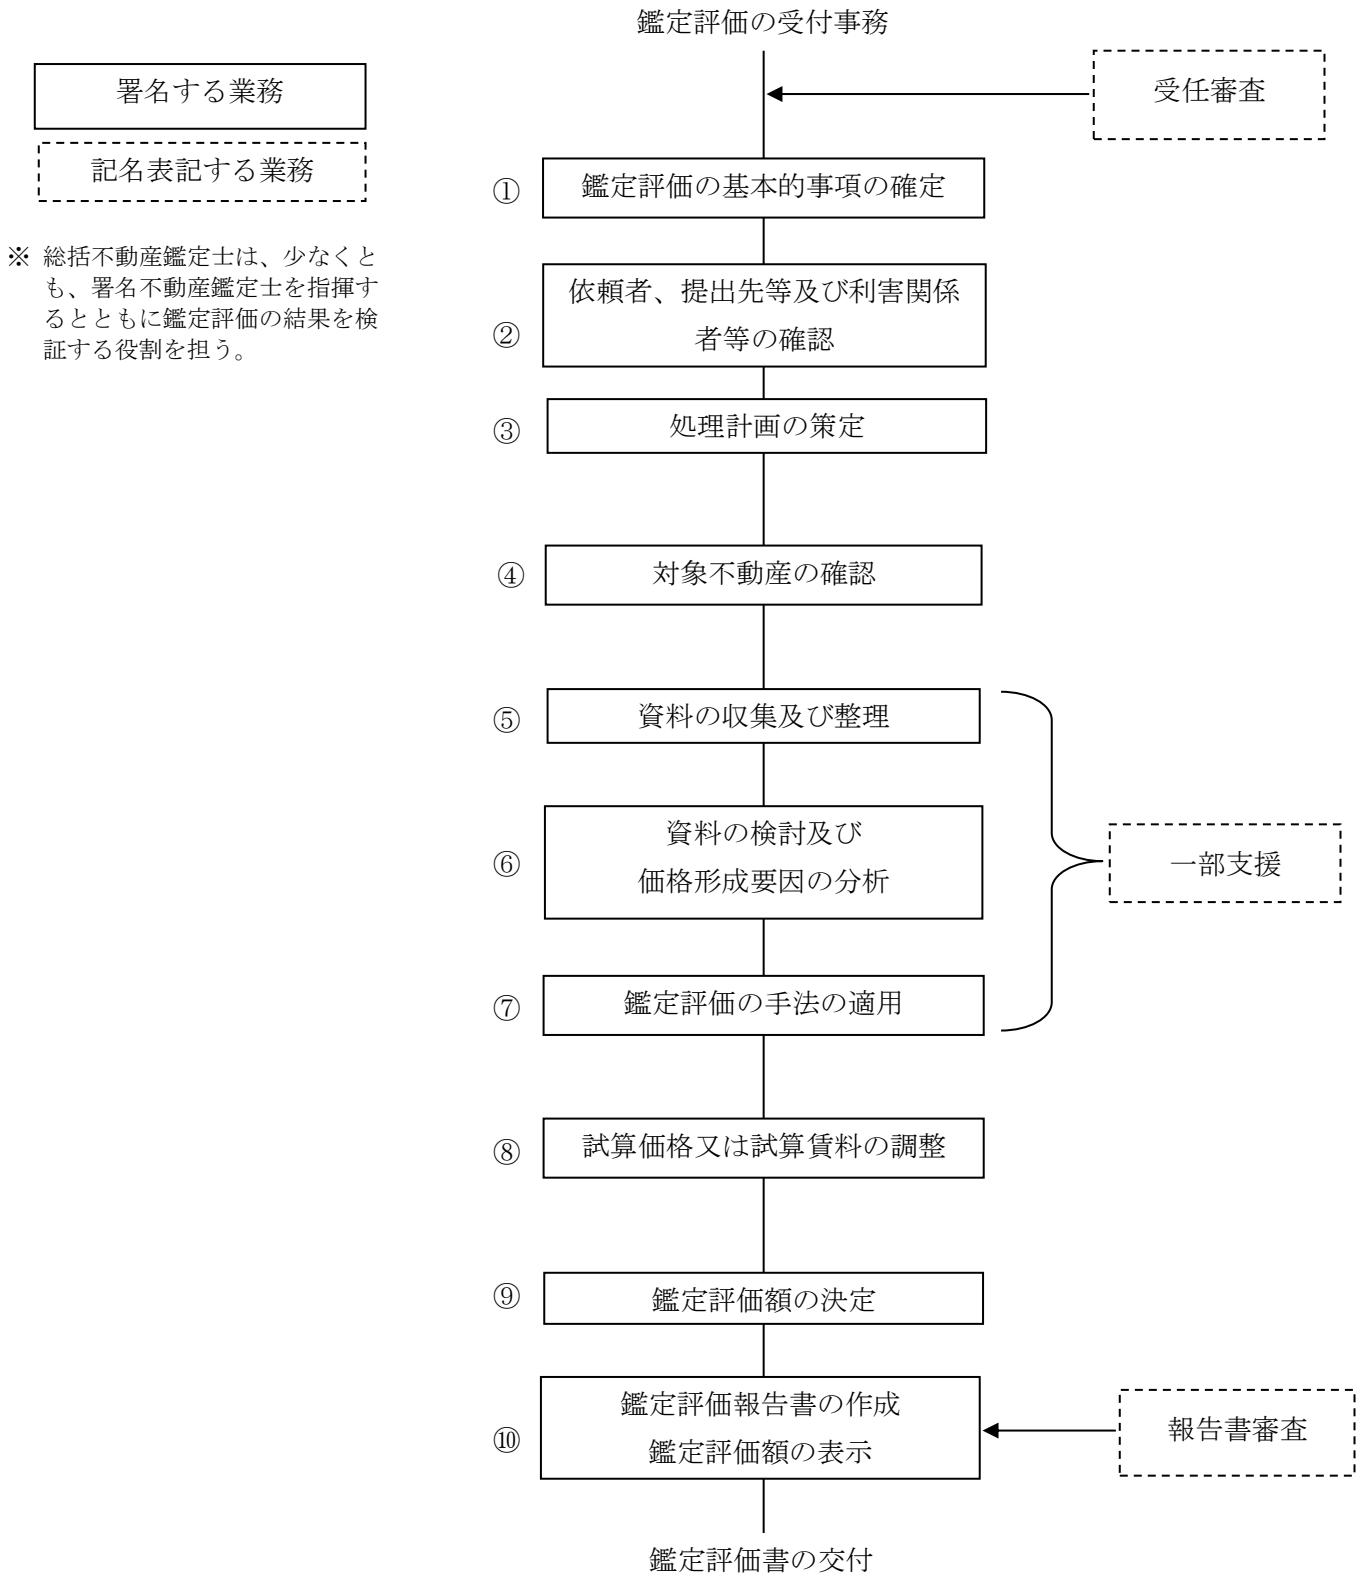 鑑定評価の受付事務
署名する業務
受任審査
記名表記する業務
① 鑑定評価の基本的事項の確定
※ 総括不動産鑑定士は、少なくと
も、署名不動産鑑定士を指揮す
るとともに鑑定評価の結果を検
証する役割を担う。
② 依頼者、提出先等及び利害関係
者等の確認
③ 処理計画の策定
④ 対象不動産の確認
⑤ 資料の収集及び整理
⑥ 資料の検討及び
価格形成要因の分析
一部支援
⑦ 鑑定評価の手法の適用
⑧ 試算価格又は試算賃料の調整
⑨ 鑑定評価額の決定
⑩ 鑑定評価報告書の作成
鑑定評価額の表示
報告書審査
鑑定評価書の交付